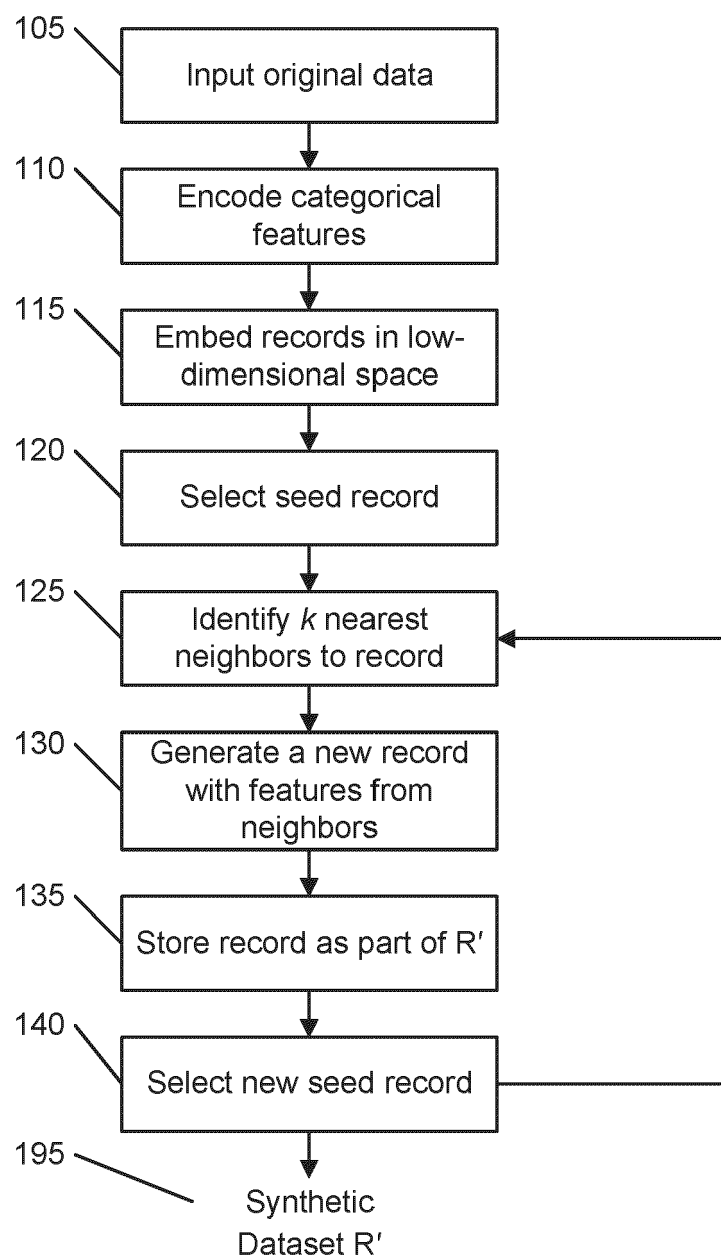 105
Input original data
110
Encode categorical
features
115
Embed records in low-
dimensional space
120
Select seed record
125
Identify k nearest
neighbors to record
130
Generate a new record
with features from
neighbors
135
Store record as part of R′
140
Select new seed record
195
Synthetic
Dataset R′